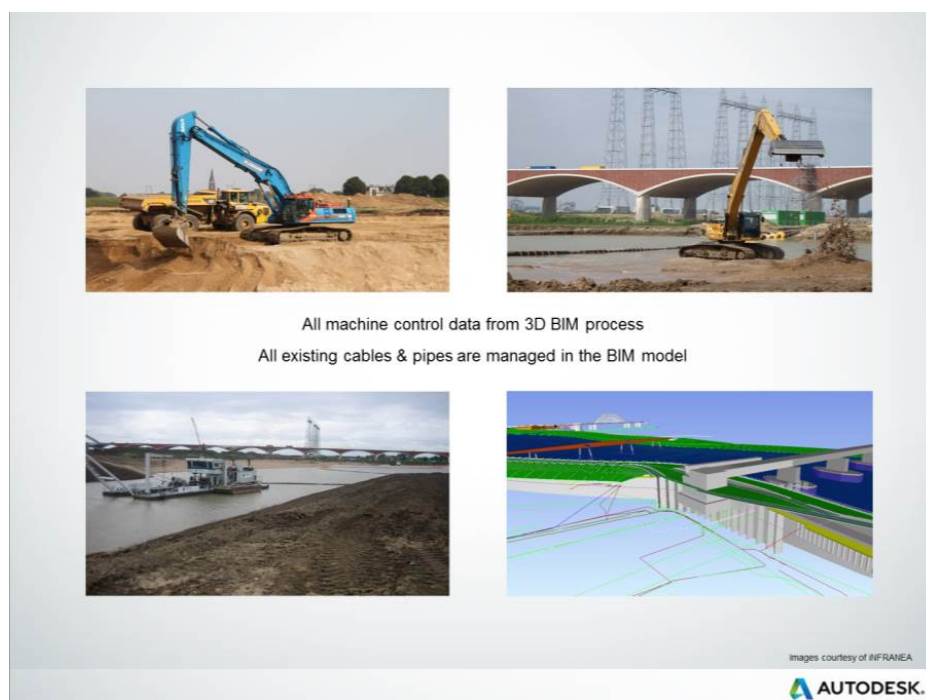 All machine control data from 3D BIM process
All existing cables & pipes are managed in the BIM model
Images courtesy of iNFRANEA
AUTODESK.